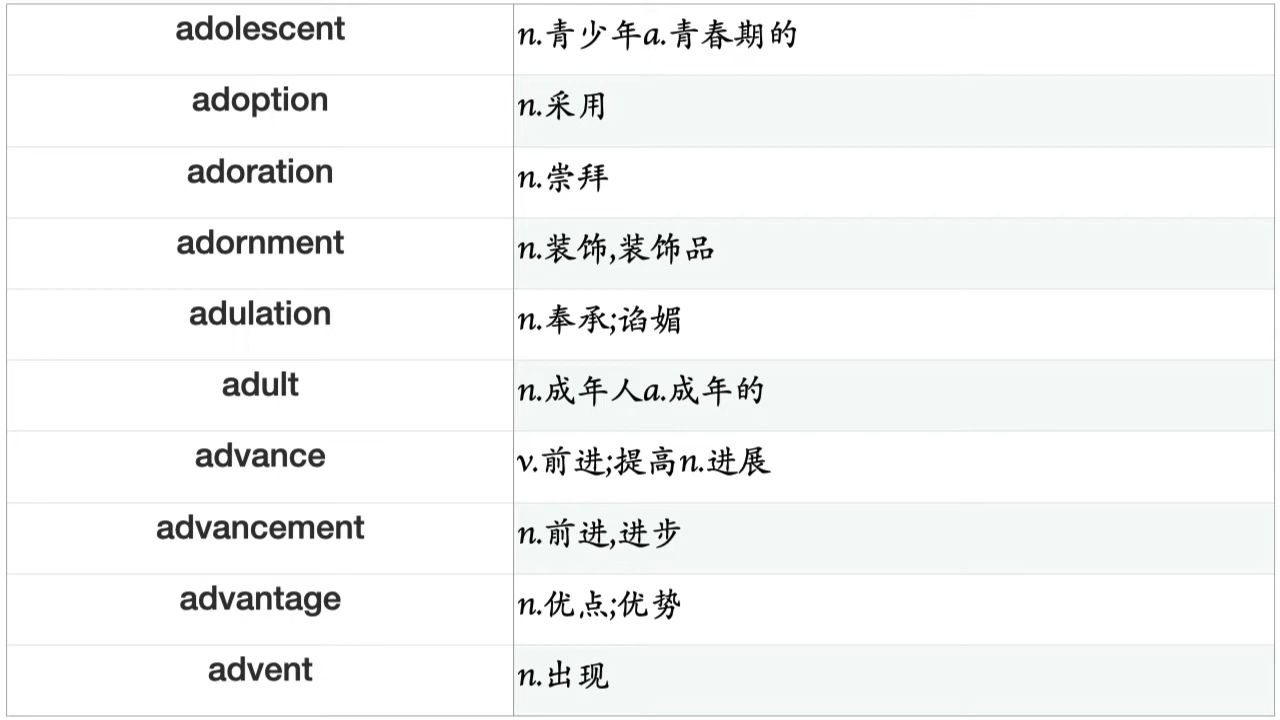 adolescent n.青少年a.青春期的
adoption n.采用
adoration n.崇拜
adornment n.装饰,装饰品
adulation n.奉承;谄媚
adult n.成年人a.成年的
advance v.前进;提高n.进展
advancement n.前进,进步
advantage n.优点;优势
advent n.出现